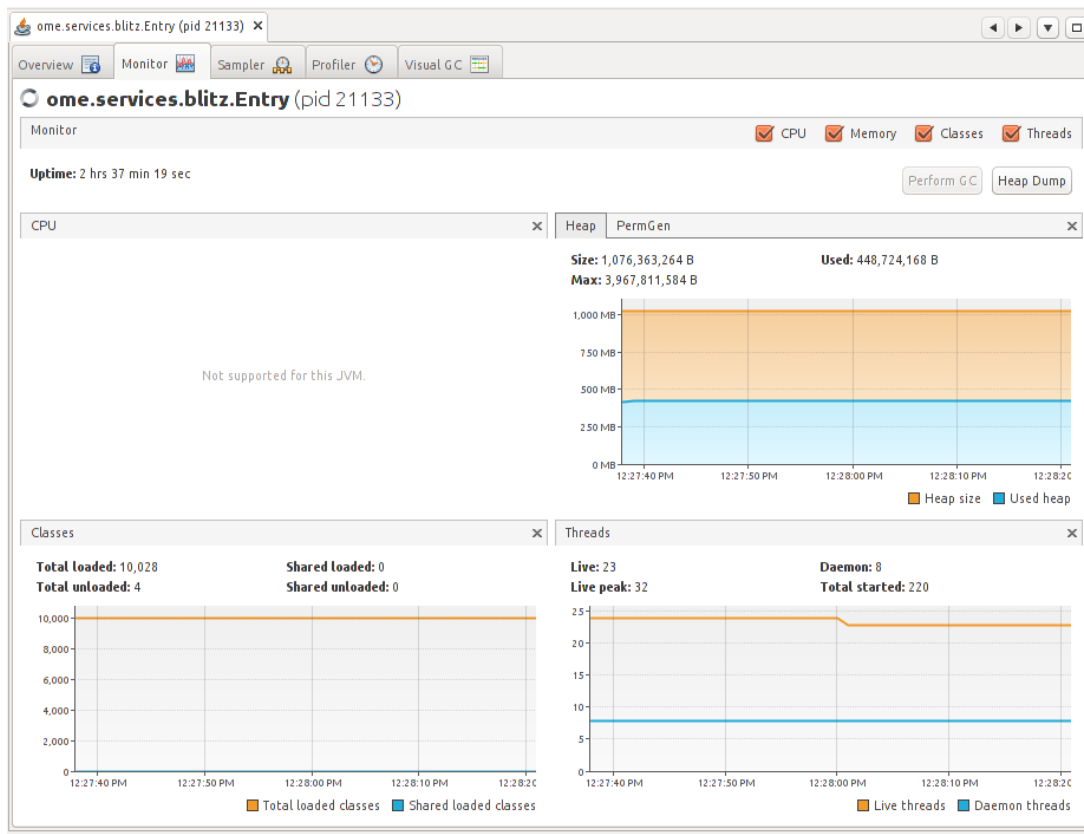 ome.services.blitz.Entry (pid 21133)
Overview Monitor Sampler Profiler Visual GC
ome.services.blitz.Entry (pid 21133)
Monitor CPU Memory Classes Threads
Uptime: 2 hrs 37 min 19 sec
Perform GC Heap Dump
CPU
Not supported for this JVM.
Heap PermGen
Size: 1,076,363,264 B Used: 448,724,168 B
Max: 3,967,811,584 B
1,000 MB
750 MB
500 MB
250 MB
0 MB
12:27:40 PM 12:27:50 PM 12:28:00 PM 12:28:10 PM 12:28:20
Heap size Used heap
Classes
Total loaded: 10,028 Shared loaded: 0
Total unloaded: 4 Shared unloaded: 0
10,000
8,000
6,000
4,000
2,000
0
12:27:40 PM 12:27:50 PM 12:28:00 PM 12:28:10 PM 12:28:20
Total loaded classes Shared loaded classes
Threads
Live: 23 Daemon: 8
Live peak: 32 Total started: 220
25
20
15
10
5
0
12:27:40 PM 12:27:50 PM 12:28:00 PM 12:28:10 PM 12:28:20
Live threads Daemon threads